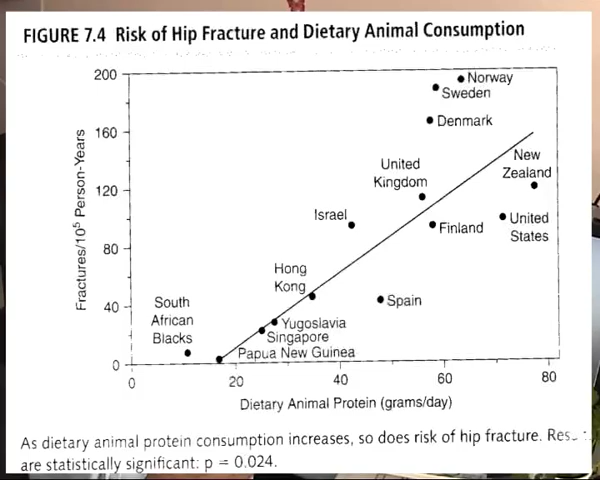 FIGURE 7.4 Risk of Hip Fracture and Dietary Animal Consumption
Fractures/10⁵ Person-Years
200
160
120
80
40
0
Norway
Sweden
Denmark
United
Kingdom
New
Zealand
Israel
Finland
United
States
Hong
Kong
Spain
South
African
Blacks
Yugoslavia
Singapore
Papua New Guinea
0
20
40
60
80
Dietary Animal Protein (grams/day)
As dietary animal protein consumption increases, so does risk of hip fracture.
are statistically significant: p = 0.024.